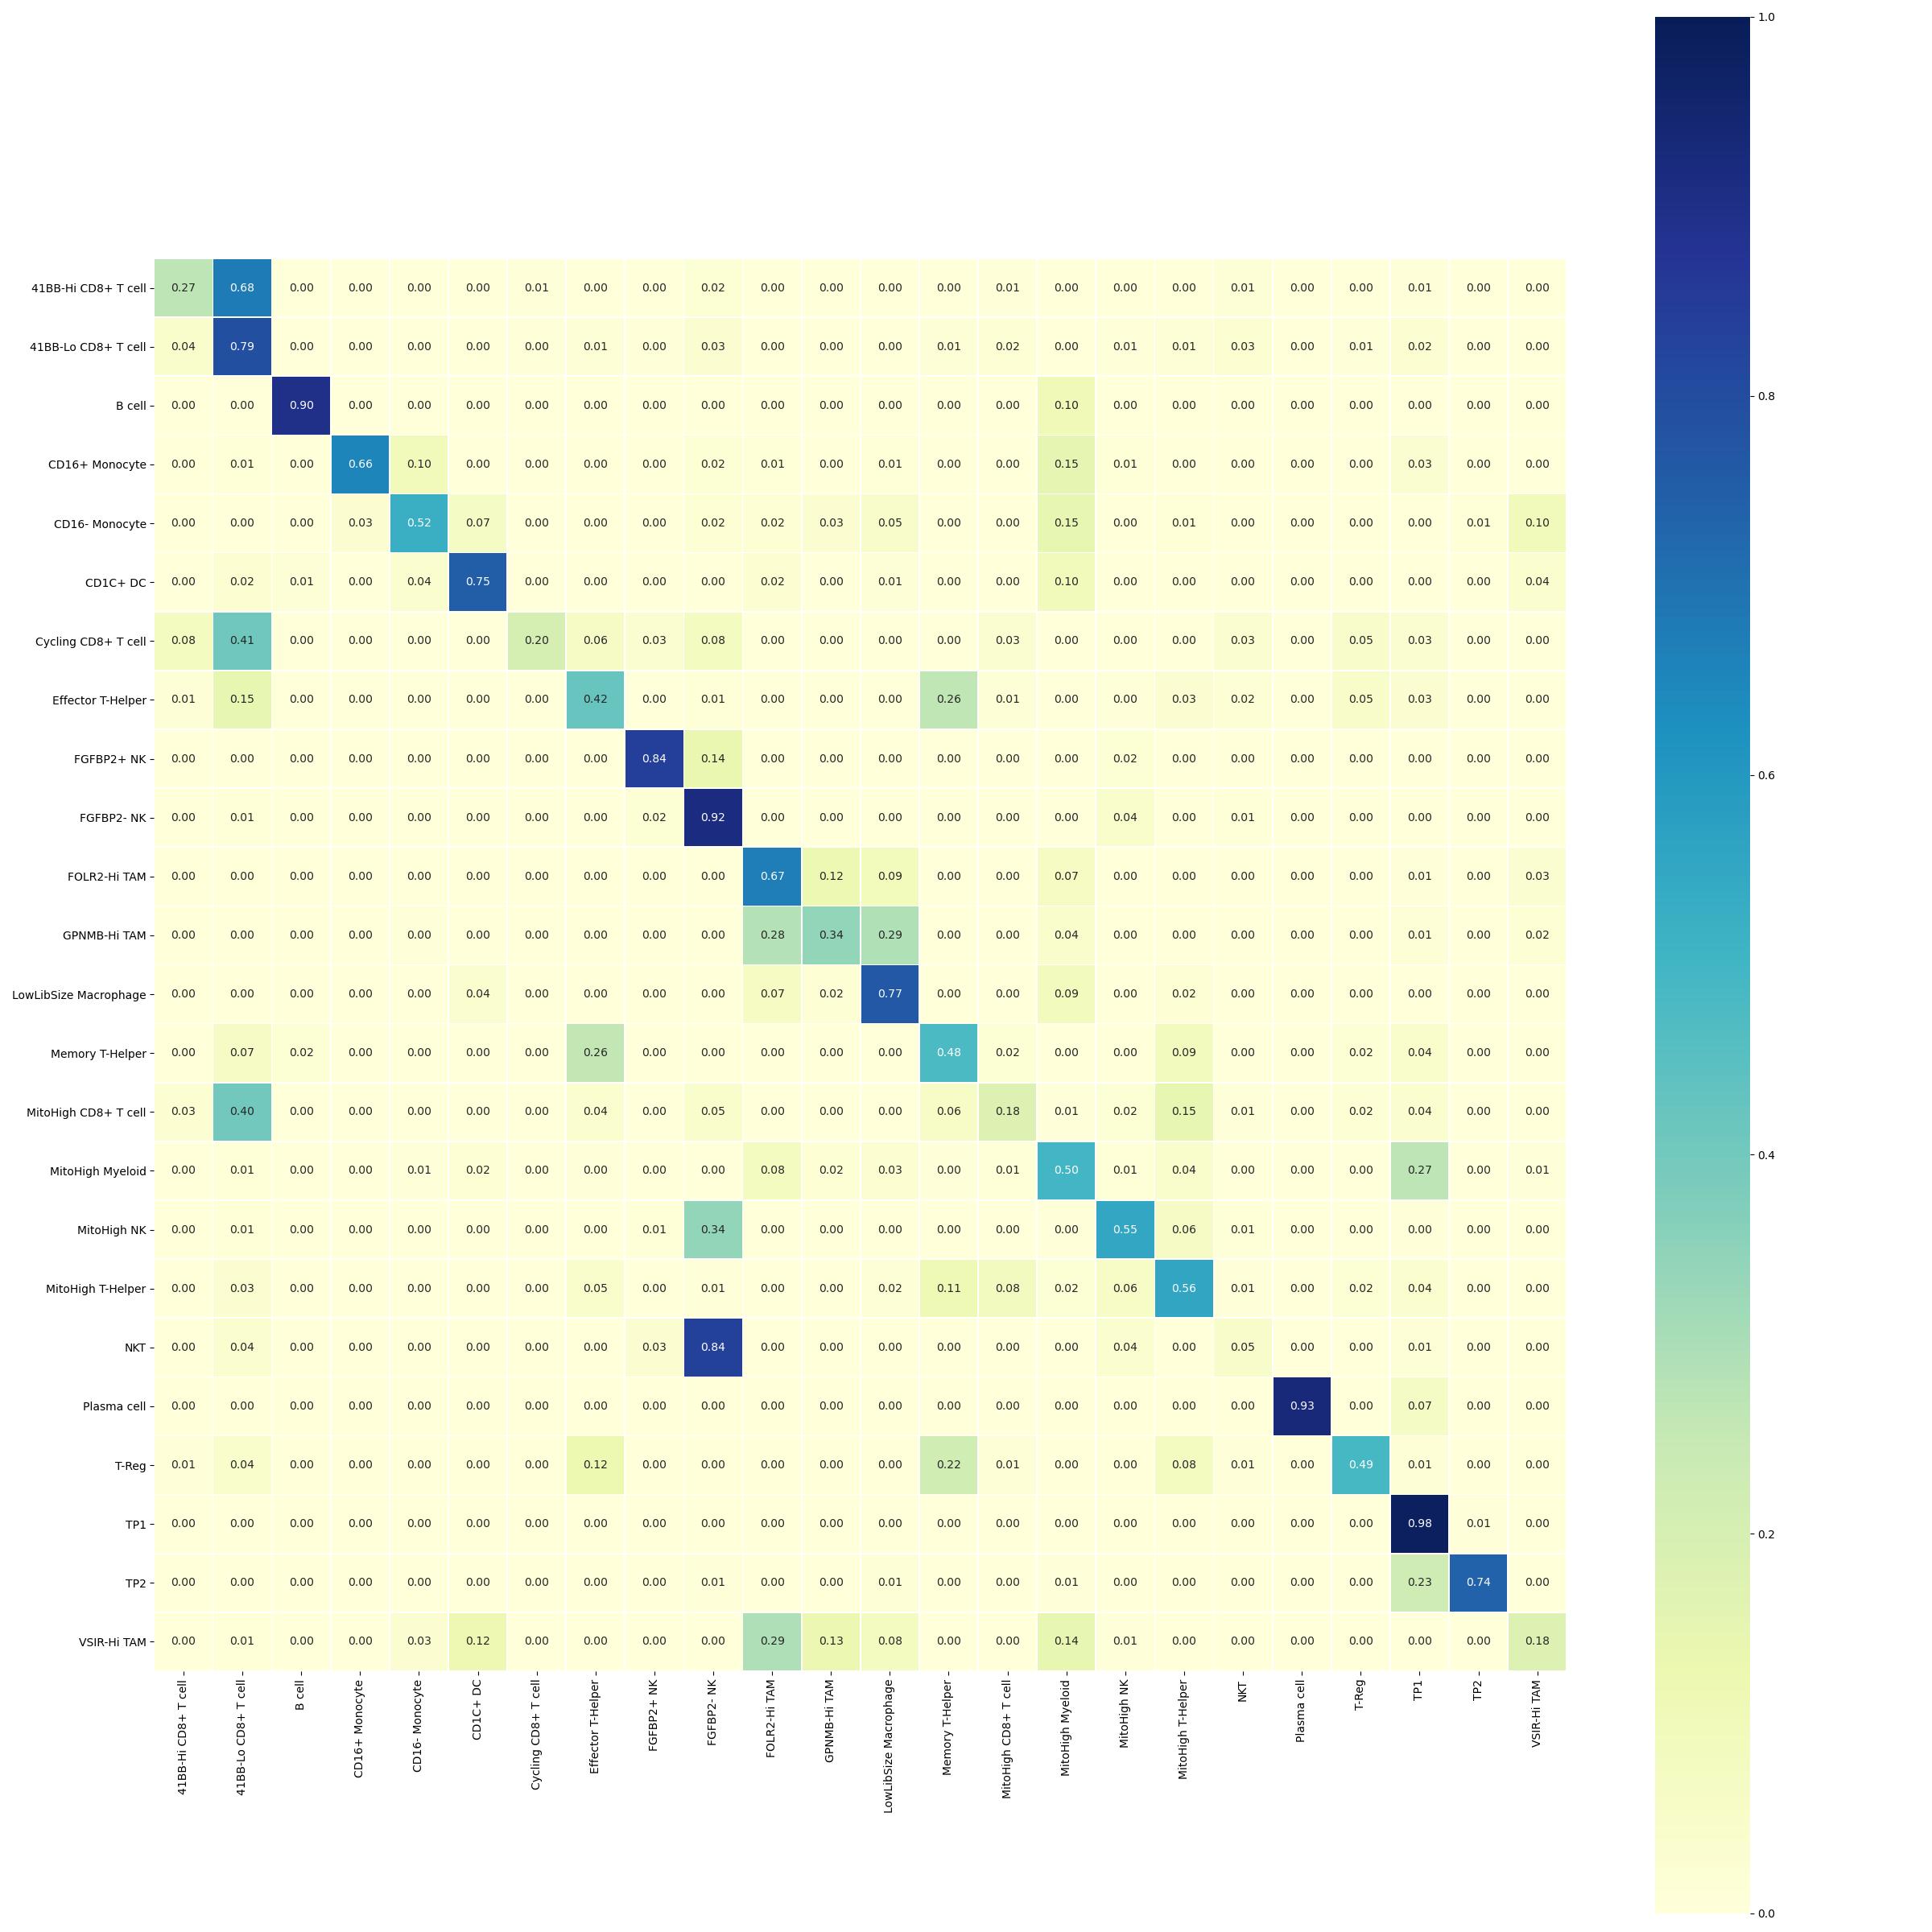 1.0
41BB-Hi CD8+ T cell 0.27 0.68 0.00 0.00 0.00 0.00 0.01 0.00 0.00 0.02 0.00 0.00 0.00 0.00 0.01 0.00 0.00 0.00 0.01 0.00 0.00 0.01 0.00 0.00
41BB-Lo CD8+ T cell 0.04 0.79 0.00 0.00 0.00 0.00 0.00 0.01 0.00 0.03 0.00 0.00 0.00 0.01 0.02 0.00 0.01 0.01 0.03 0.00 0.01 0.02 0.00 0.00
0.8
B cell 0.00 0.00 0.90 0.00 0.00 0.00 0.00 0.00 0.00 0.00 0.00 0.00 0.00 0.00 0.00 0.10 0.00 0.00 0.00 0.00 0.00 0.00 0.00 0.00
CD16+ Monocyte 0.00 0.01 0.00 0.66 0.10 0.00 0.00 0.00 0.00 0.02 0.01 0.00 0.01 0.00 0.00 0.15 0.01 0.00 0.00 0.00 0.00 0.03 0.00 0.00
CD16- Monocyte 0.00 0.00 0.00 0.03 0.52 0.07 0.00 0.00 0.00 0.02 0.02 0.03 0.05 0.00 0.00 0.15 0.00 0.01 0.00 0.00 0.00 0.00 0.01 0.10
CD1C+ DC 0.00 0.02 0.01 0.00 0.04 0.75 0.00 0.00 0.00 0.00 0.02 0.00 0.01 0.00 0.00 0.10 0.00 0.00 0.00 0.00 0.00 0.00 0.00 0.04
Cycling CD8+ T cell 0.08 0.41 0.00 0.00 0.00 0.00 0.20 0.06 0.03 0.08 0.00 0.00 0.00 0.00 0.03 0.00 0.00 0.00 0.03 0.00 0.05 0.03 0.00 0.00
Effector T-Helper 0.01 0.15 0.00 0.00 0.00 0.00 0.00 0.42 0.00 0.01 0.00 0.00 0.00 0.26 0.01 0.00 0.00 0.03 0.02 0.00 0.05 0.03 0.00 0.00
FGFBP2+ NK 0.00 0.00 0.00 0.00 0.00 0.00 0.00 0.00 0.84 0.14 0.00 0.00 0.00 0.00 0.00 0.00 0.02 0.00 0.00 0.00 0.00 0.00 0.00 0.00
0.6
FGFBP2- NK 0.00 0.01 0.00 0.00 0.00 0.00 0.00 0.00 0.02 0.92 0.00 0.00 0.00 0.00 0.00 0.00 0.04 0.00 0.01 0.00 0.00 0.00 0.00 0.00
FOLR2-Hi TAM 0.00 0.00 0.00 0.00 0.00 0.00 0.00 0.00 0.00 0.00 0.67 0.12 0.09 0.00 0.00 0.07 0.00 0.00 0.00 0.00 0.00 0.01 0.00 0.03
GPNMB-Hi TAM 0.00 0.00 0.00 0.00 0.00 0.00 0.00 0.00 0.00 0.00 0.28 0.34 0.29 0.00 0.00 0.04 0.00 0.00 0.00 0.00 0.00 0.01 0.00 0.02
LowLibSize Macrophage 0.00 0.00 0.00 0.00 0.00 0.04 0.00 0.00 0.00 0.00 0.07 0.02 0.77 0.00 0.00 0.09 0.00 0.02 0.00 0.00 0.00 0.00 0.00 0.00
Memory T-Helper 0.00 0.07 0.02 0.00 0.00 0.00 0.00 0.26 0.00 0.00 0.00 0.00 0.00 0.48 0.02 0.00 0.00 0.09 0.00 0.00 0.02 0.04 0.00 0.00
MitoHigh CD8+ T cell 0.03 0.40 0.00 0.00 0.00 0.00 0.00 0.04 0.00 0.05 0.00 0.00 0.00 0.06 0.18 0.01 0.02 0.15 0.01 0.00 0.02 0.04 0.00 0.00
0.4
MitoHigh Myeloid 0.00 0.01 0.00 0.00 0.01 0.02 0.00 0.00 0.00 0.00 0.08 0.02 0.03 0.00 0.01 0.50 0.01 0.04 0.00 0.00 0.00 0.27 0.00 0.01
MitoHigh NK 0.00 0.01 0.00 0.00 0.00 0.00 0.00 0.00 0.01 0.34 0.00 0.00 0.00 0.00 0.00 0.00 0.55 0.06 0.01 0.00 0.00 0.00 0.00 0.00
MitoHigh T-Helper 0.00 0.03 0.00 0.00 0.00 0.00 0.00 0.05 0.00 0.01 0.00 0.00 0.02 0.11 0.08 0.02 0.06 0.56 0.01 0.00 0.02 0.04 0.00 0.00
NKT 0.00 0.04 0.00 0.00 0.00 0.00 0.00 0.00 0.03 0.84 0.00 0.00 0.00 0.00 0.00 0.00 0.04 0.00 0.05 0.00 0.00 0.01 0.00 0.00
Plasma cell 0.00 0.00 0.00 0.00 0.00 0.00 0.00 0.00 0.00 0.00 0.00 0.00 0.00 0.00 0.00 0.00 0.00 0.00 0.00 0.93 0.00 0.07 0.00 0.00
T-Reg 0.01 0.04 0.00 0.00 0.00 0.00 0.00 0.12 0.00 0.00 0.00 0.00 0.00 0.22 0.01 0.00 0.00 0.08 0.01 0.00 0.49 0.01 0.00 0.00
TP1 0.00 0.00 0.00 0.00 0.00 0.00 0.00 0.00 0.00 0.00 0.00 0.00 0.00 0.00 0.00 0.00 0.00 0.00 0.00 0.00 0.00 0.98 0.01 0.00
0.2
TP2 0.00 0.00 0.00 0.00 0.00 0.00 0.00 0.00 0.00 0.01 0.00 0.00 0.01 0.00 0.00 0.01 0.00 0.00 0.00 0.00 0.00 0.23 0.74 0.00
VSIR-Hi TAM 0.00 0.01 0.00 0.00 0.03 0.12 0.00 0.00 0.00 0.00 0.29 0.13 0.08 0.00 0.00 0.14 0.01 0.00 0.00 0.00 0.00 0.00 0.00 0.18
41BB-Hi CD8+ T cell
41BB-Lo CD8+ T cell
B cell
CD16+ Monocyte
CD16- Monocyte
CD1C+ DC
Cycling CD8+ T cell
Effector T-Helper
FGFBP2+ NK
FGFBP2- NK
FOLR2-Hi TAM
GPNMB-Hi TAM
LowLibSize Macrophage
Memory T-Helper
MitoHigh CD8+ T cell
MitoHigh Myeloid
MitoHigh NK
MitoHigh T-Helper
NKT
Plasma cell
T-Reg
TP1
TP2
VSIR-Hi TAM
0.0